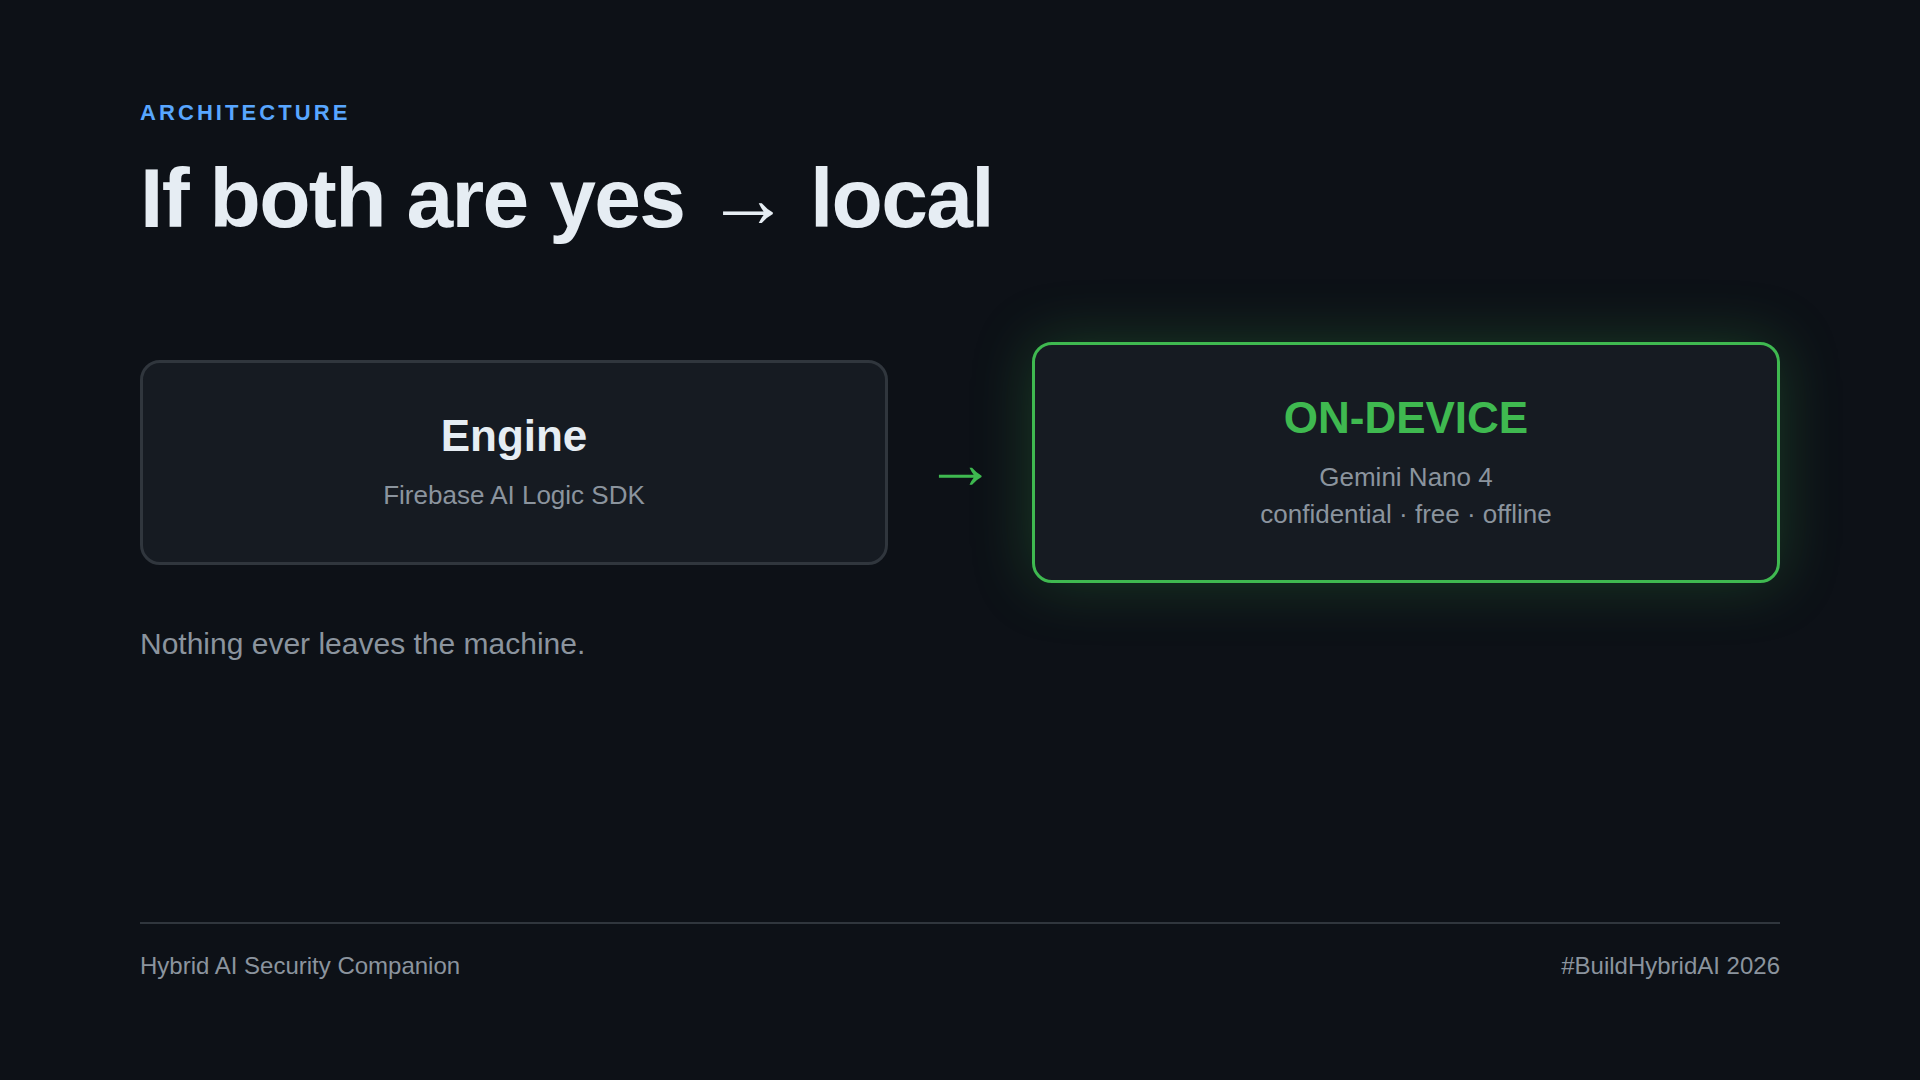 ARCHITECTURE
If both are yes → local
Engine
Firebase AI Logic SDK
→
ON-DEVICE
Gemini Nano 4
confidential · free · offline
Nothing ever leaves the machine.
Hybrid AI Security Companion
#BuildHybridAI 2026